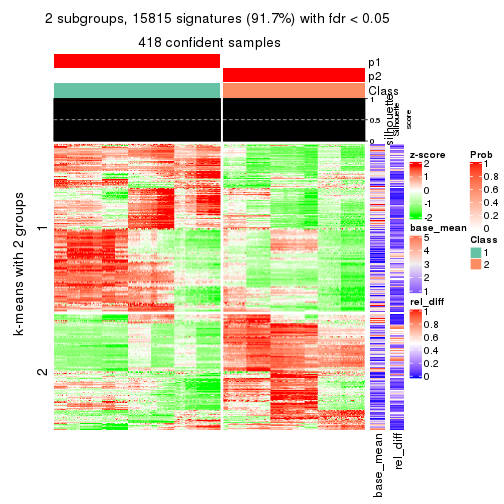 2 subgroups, 15815 signatures (91.7%) with fdr < 0.05
418 confident samples
p1
p2
Class
1
0.5
0
silhouette
Silhouette
score
k-means with 2 groups
1
2
z-score
2
1
0
-1
-2
base_mean
5
4
3
2
1
rel_diff
1
0.8
0.6
0.4
0.2
0
Prob
1
0.8
0.6
0.4
0.2
0
Class
1
2
base_mean
rel_diff